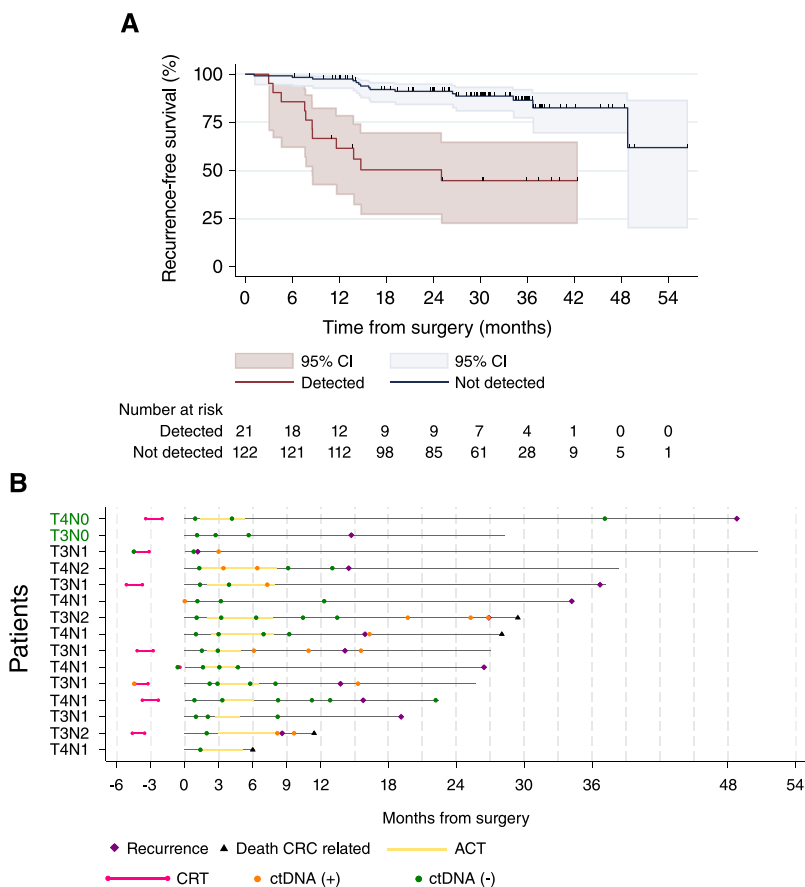 A
Recurrence-free survival (%)
100
75
50
25
0
0 6 12 18 24 30 36 42 48 54
Time from surgery (months)
95% CI 95% CI
Detected Not detected
Number at risk
Detected 21 18 12 9 9 7 4 1 0 0
Not detected 122 121 112 98 85 61 28 9 5 1
B
Patients
T4N0
T3N0
T3N1
T4N2
T3N1
T4N1
T3N2
T4N1
T3N1
T4N1
T3N1
T4N1
T3N1
T3N2
T4N1
-6 -3 0 3 6 9 12 15 18 24 30 36 48 54
Months from surgery
Recurrence Death CRC related ACT
CRT ctDNA (+) ctDNA (-)